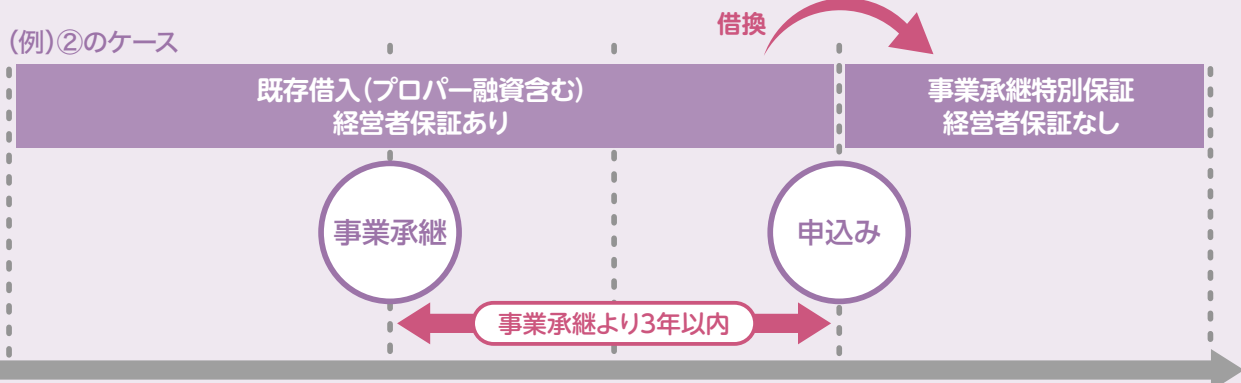 借換
(例)②のケース
既存借入(プロパー融資含む)
経営者保証あり
事業承継特別保証
経営者保証なし
事業承継
申込み
事業承継より3年以内